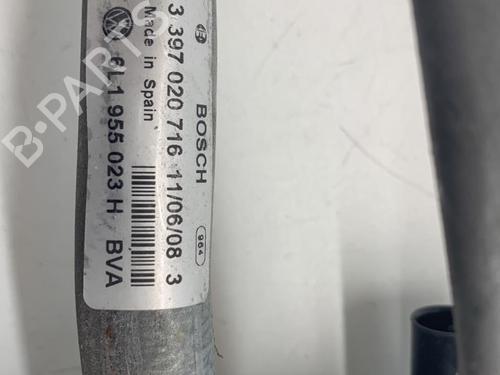 BOSCH 964
3 397 020 716 11/06/08 3
Made in Spain
6L1 955 023 H BVA
B-PARTS